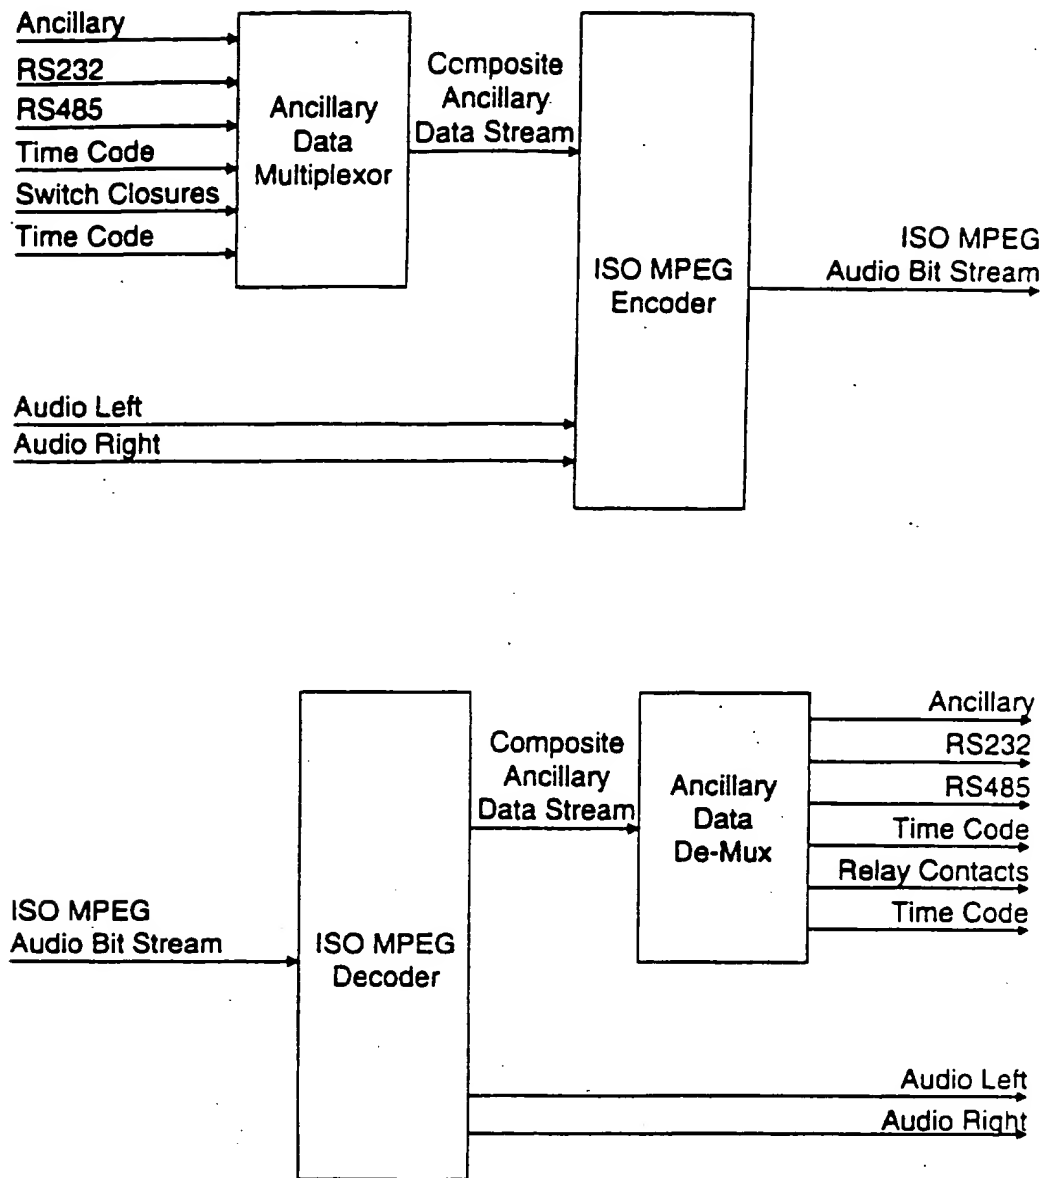 Ancillary
RS232
RS485
Time Code
Switch Closures
Time Code
Ancillary
Data
Multiplexor
Ccmposite
Ancillary
Data Stream
ISO MPEG
Encoder
ISO MPEG
Audio Bit Stream
Audio Left
Audio Right
ISO MPEG
Audio Bit Stream
ISO MPEG
Decoder
Composite
Ancillary
Data Stream
Ancillary
Data
De-Mux
Ancillary
RS232
RS485
Time Code
Relay Contacts
Time Code
Audio Left
Audio Right